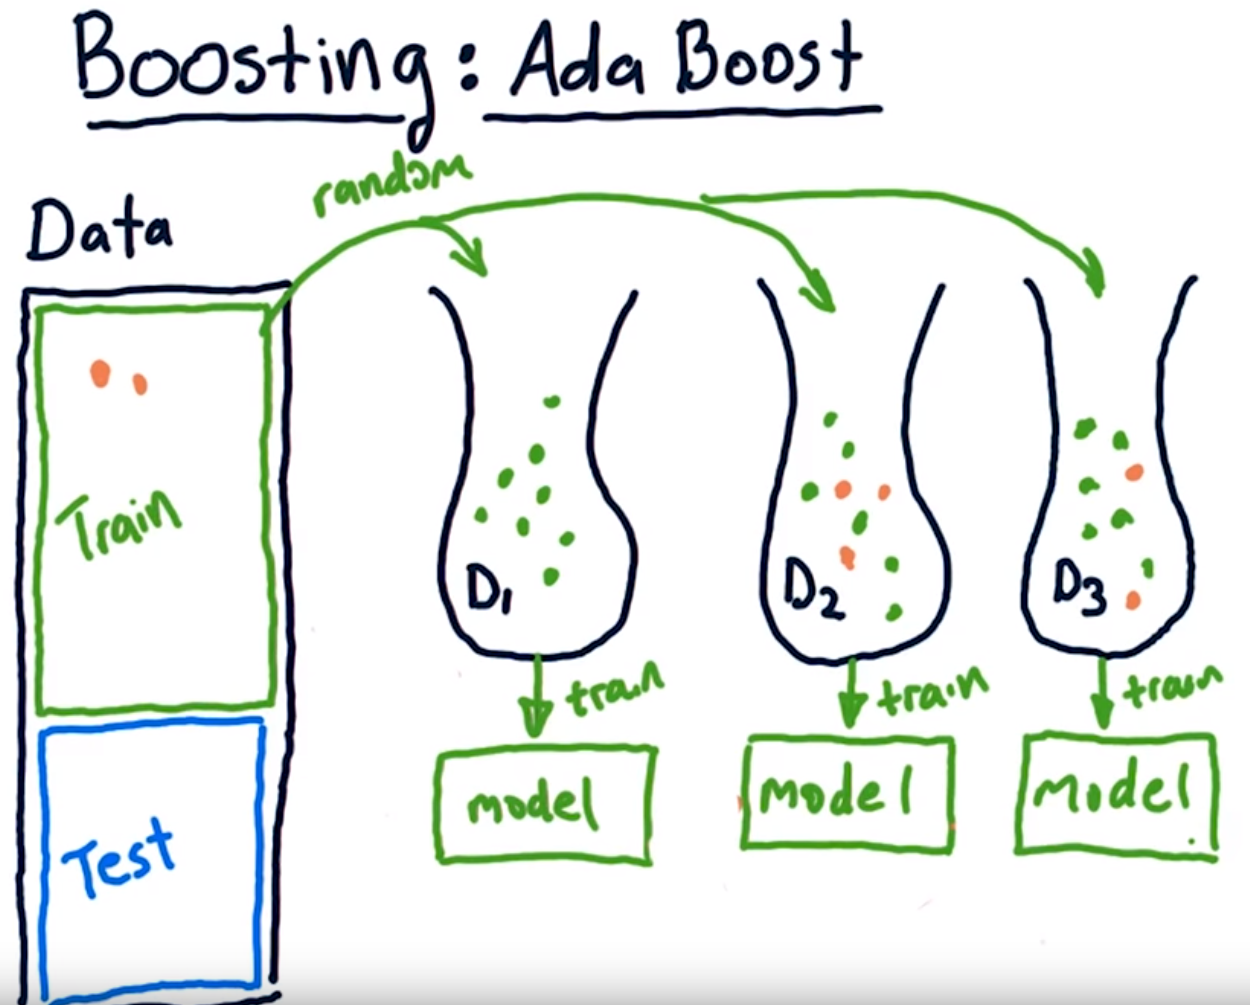 Boosting: Ada Boost
random
Data
Train
Test
D1
D2
D3
train
train
train
model
model
model